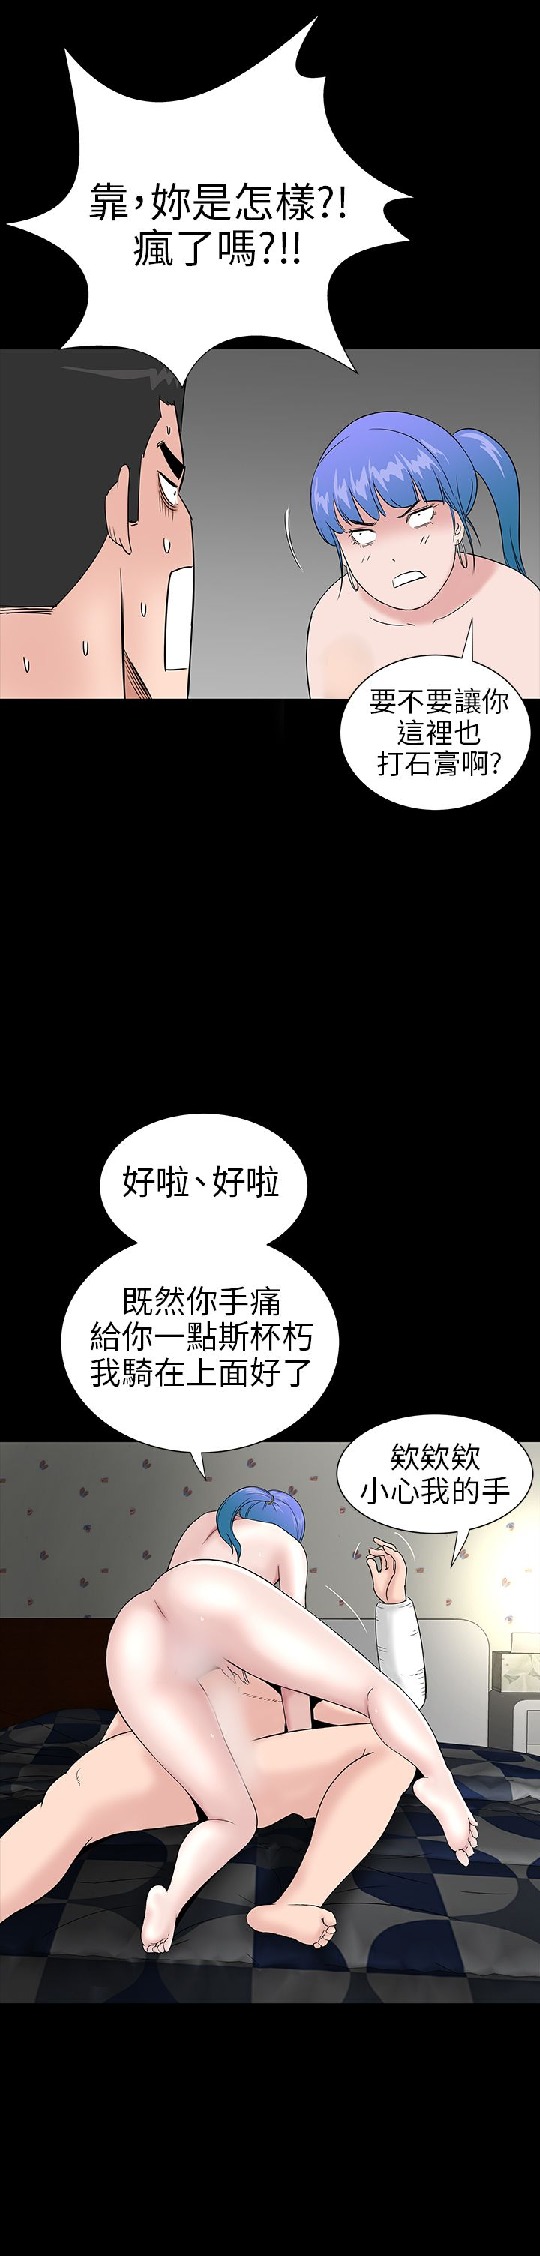 靠，妳是怎樣?!
瘋了嗎?!!
要不要讓你
這裡也
打石膏啊?
好啦、好啦
既然你手痛
給你一點斯杯朽
我騎在上面好了
欸欸欸
小心我的手